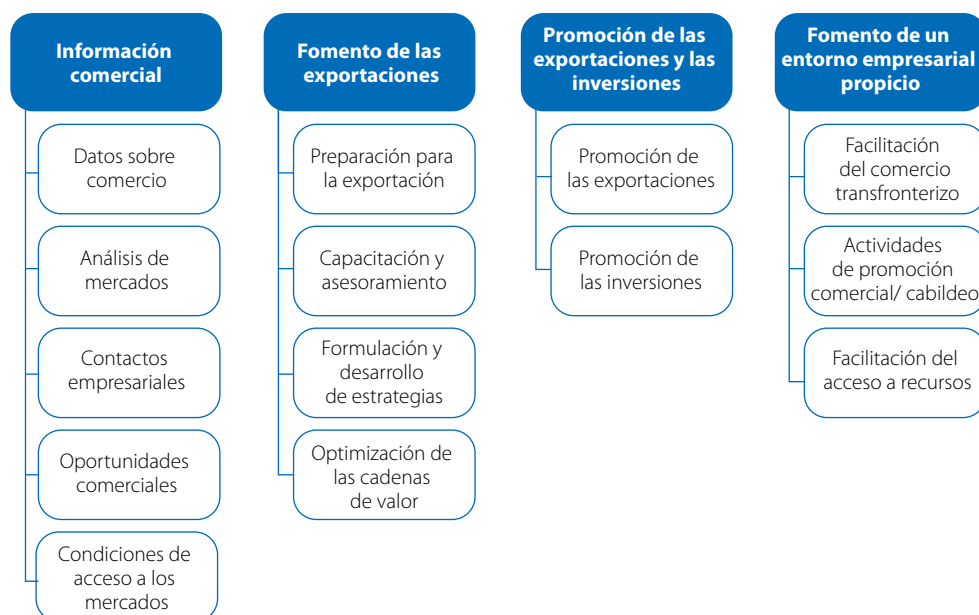 Información
comercial
Datos sobre
comercio
Análisis de
mercados
Contactos
empresariales
Oportunidades
comerciales
Condiciones de
acceso a los
mercados
Fomento de las
exportaciones
Preparación para
la exportación
Capacitación y
asesoramiento
Formulación y
desarrollo
de estrategias
Optimización de
las cadenas
de valor
Promoción de las
exportaciones y las
inversiones
Promoción de
las exportaciones
Promoción de
las inversiones
Fomento de un
entorno empresarial
propicio
Facilitación
del comercio
transfronterizo
Actividades
de promoción
comercial/ cabildeo
Facilitación del
acceso a recursos